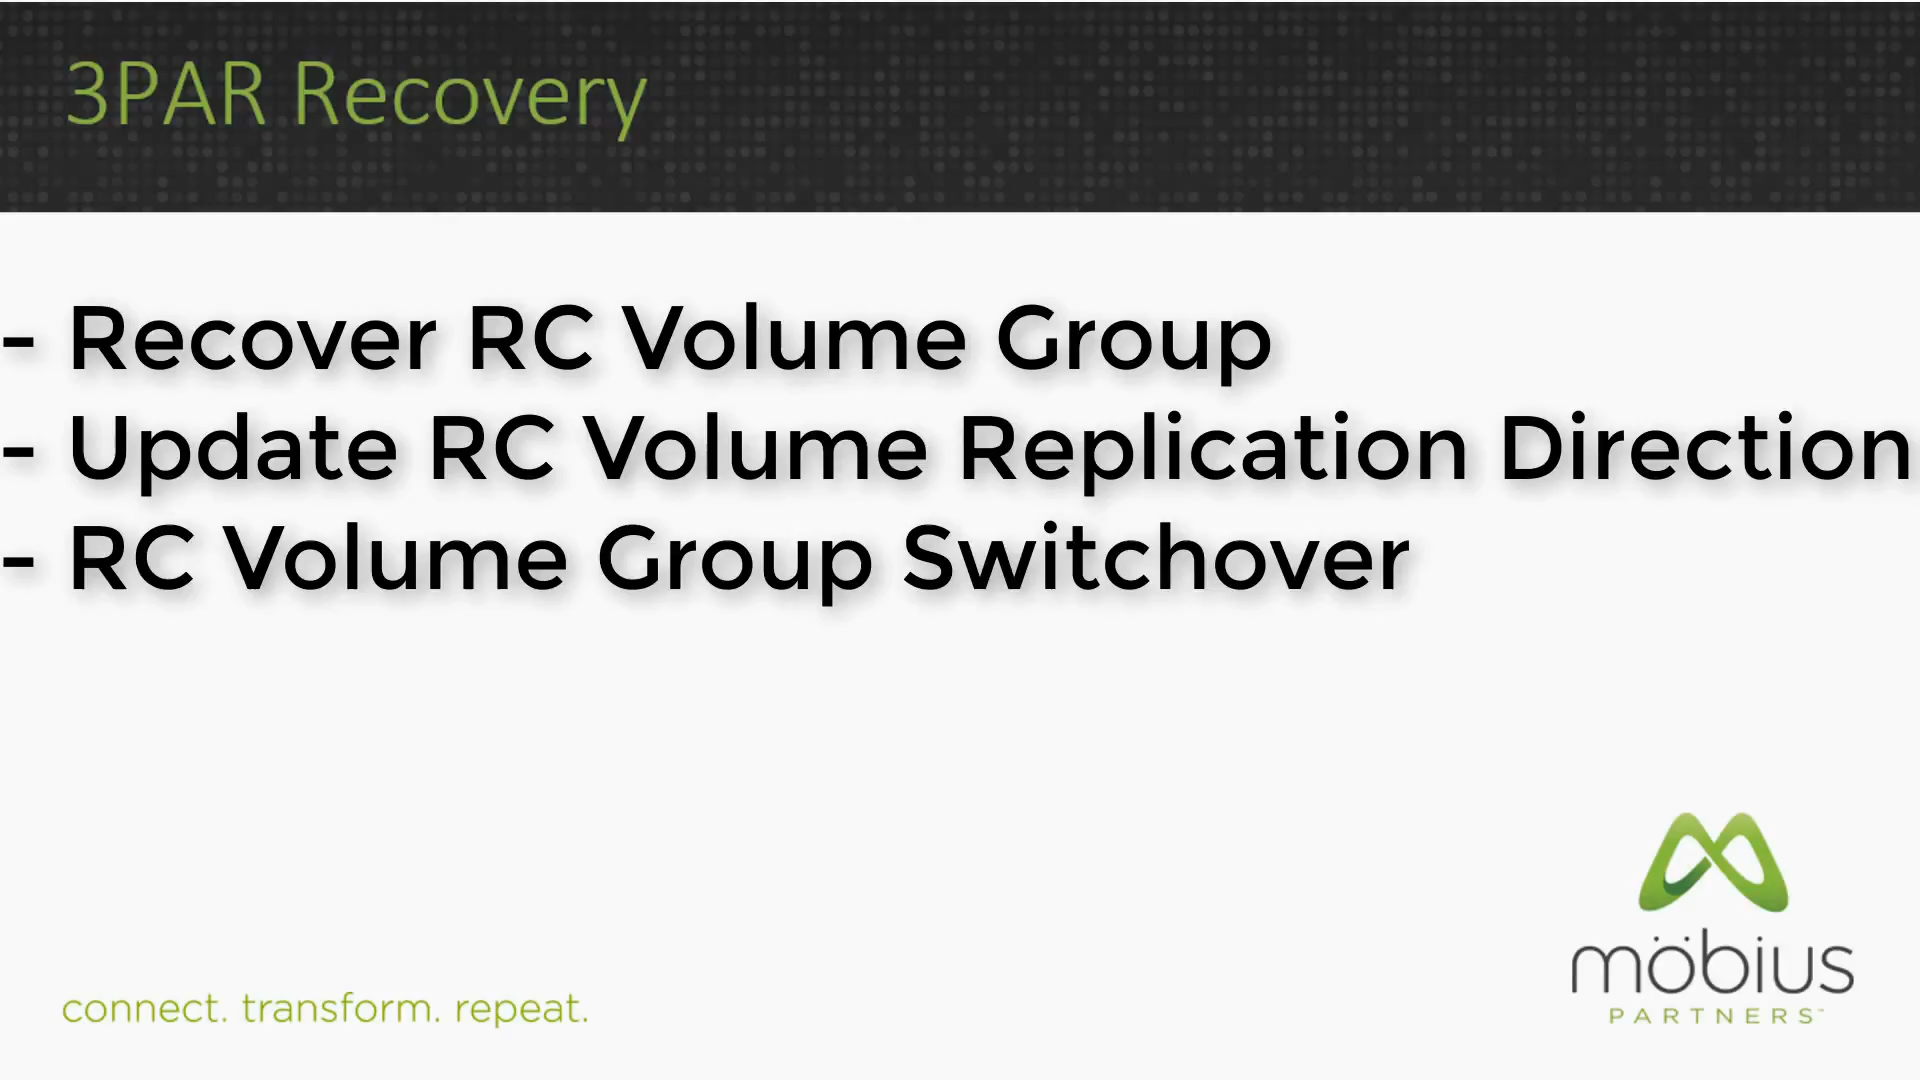 3PAR Recovery
- Recover RC Volume Group
- Update RC Volume Replication Direction
- RC Volume Group Switchover
connect. transform. repeat.
möbius
PARTNERS™